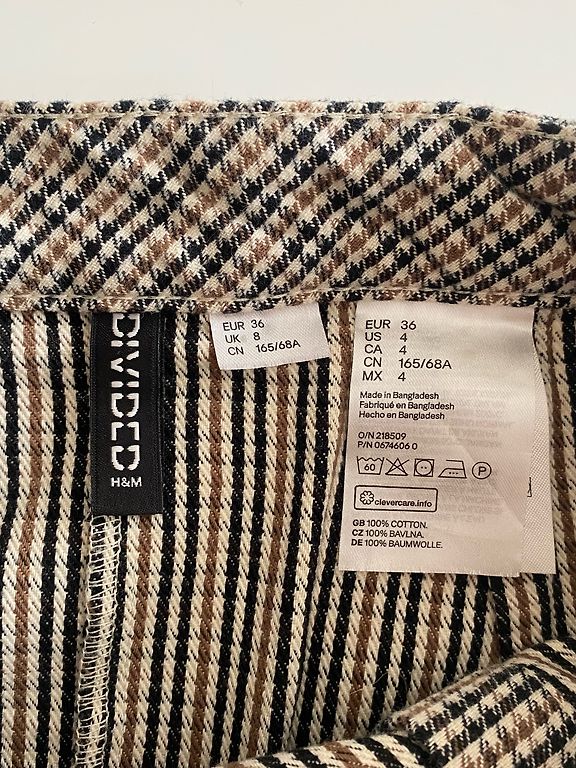 DIVIDED
H&M
EUR 36
UK 8
CN 165/68A
EUR 36
US 4
CA 4
CN 165/68A
MX 4
Made in Bangladesh
Fabriqué en Bangladesh
Hecho en Bangladesh
O/N 218509
P/N 0674606 0
60 P
clevercare.info
GB 100% COTTON.
CZ 100% BAVLNA.
DE 100% BAUMWOLLE.